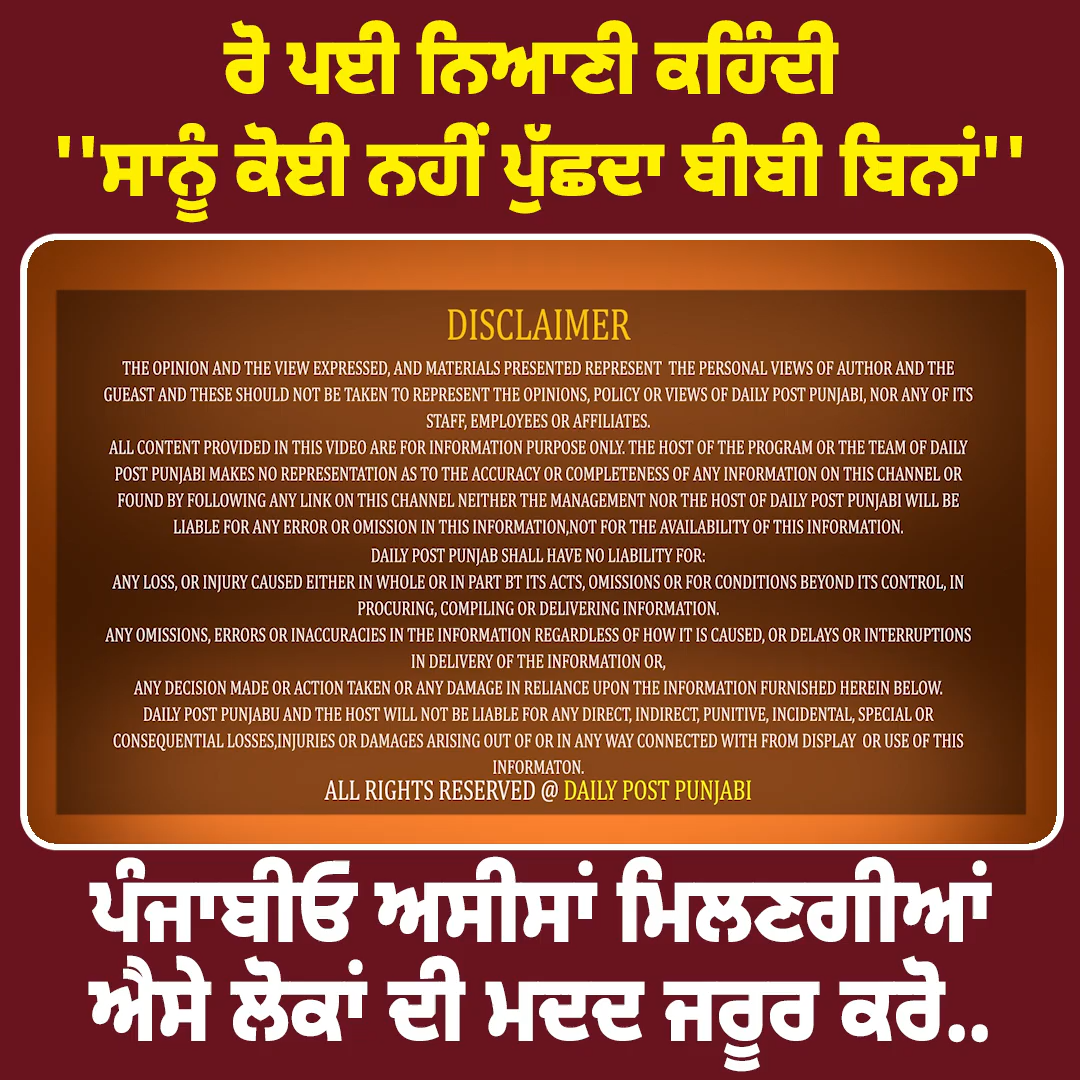 ਰੋ ਪਈ ਨਿਆਣੀ ਕਹਿੰਦੀ
''ਸਾਨੂੰ ਕੋਈ ਨਹੀਂ ਪੁੱਛਦਾ ਬੀਬੀ ਬਿਨਾਂ''
DISCLAIMER
THE OPINION AND THE VIEW EXPRESSED, AND MATERIALS PRESENTED REPRESENT THE PERSONAL VIEWS OF AUTHOR AND THE
GUEAST AND THESE SHOULD NOT BE TAKEN TO REPRESENT THE OPINIONS, POLICY OR VIEWS OF DAILY POST PUNJABI, NOR ANY OF ITS
STAFF, EMPLOYEES OR AFFILIATES.
ALL CONTENT PROVIDED IN THIS VIDEO ARE FOR INFORMATION PURPOSE ONLY. THE HOST OF THE PROGRAM OR THE TEAM OF DAILY
POST PUNJABI MAKES NO REPRESENTATION AS TO THE ACCURACY OR COMPLETENESS OF ANY INFORMATION ON THIS CHANNEL OR
FOUND BY FOLLOWING ANY LINK ON THIS CHANNEL NEITHER THE MANAGEMENT NOR THE HOST OF DAILY POST PUNJABI WILL BE
LIABLE FOR ANY ERROR OR OMISSION IN THIS INFORMATION,NOT FOR THE AVAILABILITY OF THIS INFORMATION.
DAILY POST PUNJAB SHALL HAVE NO LIABILITY FOR:
ANY LOSS, OR INJURY CAUSED EITHER IN WHOLE OR IN PART BT ITS ACTS, OMISSIONS OR FOR CONDITIONS BEYOND ITS CONTROL, IN
PROCURING, COMPILING OR DELIVERING INFORMATION.
ANY OMISSIONS, ERRORS OR INACCURACIES IN THE INFORMATION REGARDLESS OF HOW IT IS CAUSED, OR DELAYS OR INTERRUPTIONS
IN DELIVERY OF THE INFORMATION OR,
ANY DECISION MADE OR ACTION TAKEN OR ANY DAMAGE IN RELIANCE UPON THE INFORMATION FURNISHED HEREIN BELOW.
DAILY POST PUNJABU AND THE HOST WILL NOT BE LIABLE FOR ANY DIRECT, INDIRECT, PUNITIVE, INCIDENTAL, SPECIAL OR
CONSEQUENTIAL LOSSES,INJURIES OR DAMAGES ARISING OUT OF OR IN ANY WAY CONNECTED WITH FROM DISPLAY OR USE OF THIS
INFORMATON.
ALL RIGHTS RESERVED @ DAILY POST PUNJABI
ਪੰਜਾਬੀਓ ਅਸੀਸਾਂ ਮਿਲਣਗੀਆਂ
ਐਸੇ ਲੋਕਾਂ ਦੀ ਮਦਦ ਜਰੂਰ ਕਰੋ..